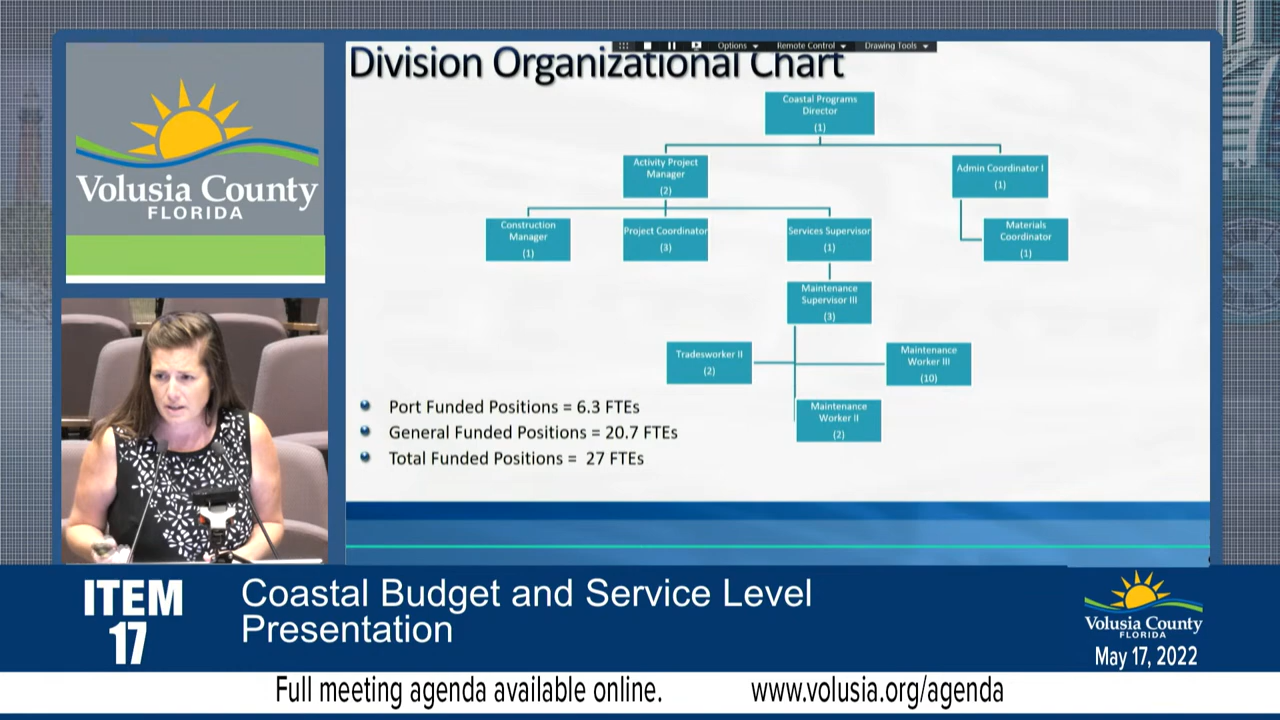 Volusia County
FLORIDA
Options
Remote Control
Drawing Tools
Division Organizational Chart
Coastal Programs
Director
(1)
Activity Project
Manager
(2)
Admin Coordinator I
(1)
Construction
Manager
(1)
Project Coordinator
(3)
Services Supervisor
(1)
Materials
Coordinator
(1)
Maintenance
Supervisor III
(3)
Tradesworker II
(2)
Maintenance
Worker III
(10)
Maintenance
Worker II
(2)
Port Funded Positions = 6.3 FTEs
General Funded Positions = 20.7 FTEs
Total Funded Positions = 27 FTEs
ITEM
17
Coastal Budget and Service Level
Presentation
Volusia County
FLORIDA
May 17, 2022
Full meeting agenda available online. www.volusia.org/agenda